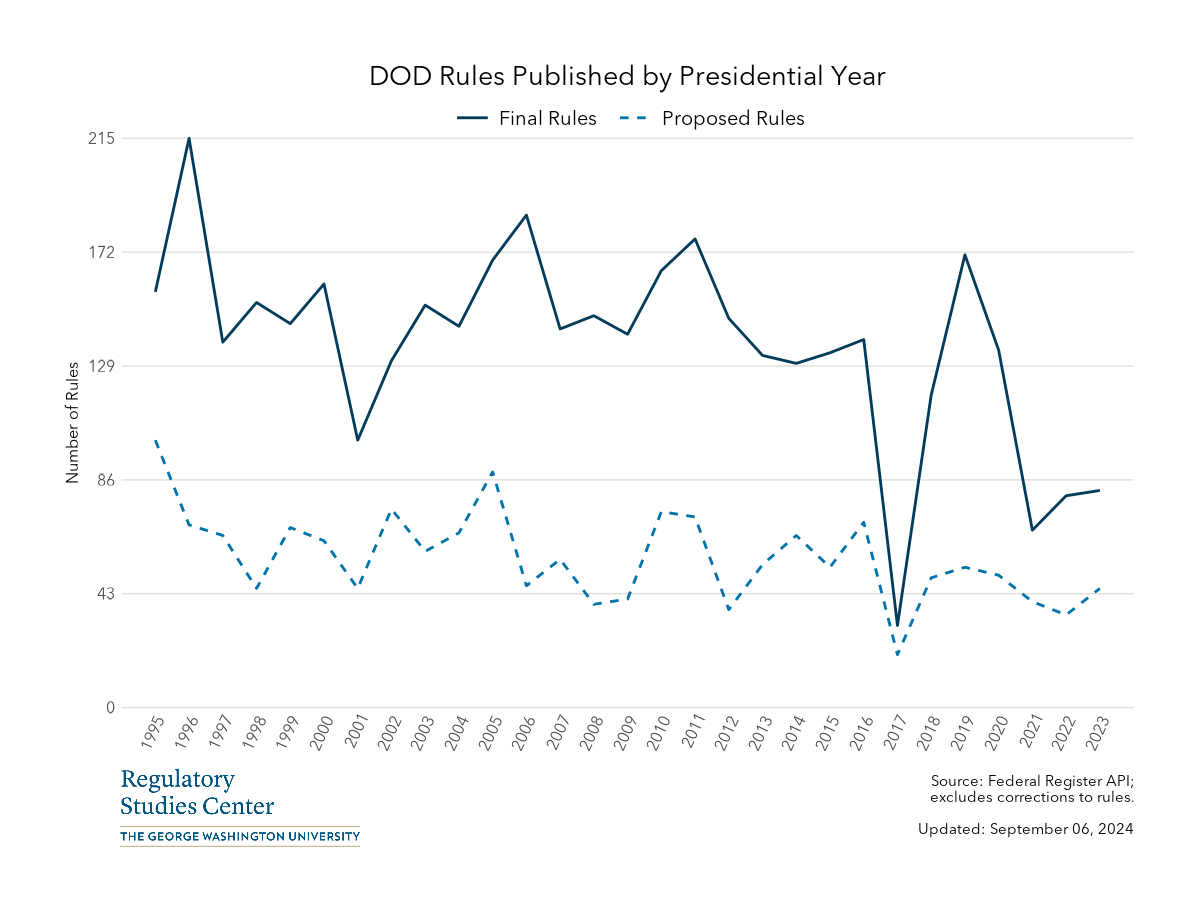 DOD Rules Published by Presidential Year
Final Rules Proposed Rules
215
172
129
86
43
0
Number of Rules
1995 1996 1997 1998 1999 2000 2001 2002 2003 2004 2005 2006 2007 2008 2009 2010 2011 2012 2013 2014 2015 2016 2017 2018 2019 2020 2021 2022 2023
Regulatory
Studies Center
THE GEORGE WASHINGTON UNIVERSITY
Source: Federal Register API;
excludes corrections to rules.
Updated: September 06, 2024